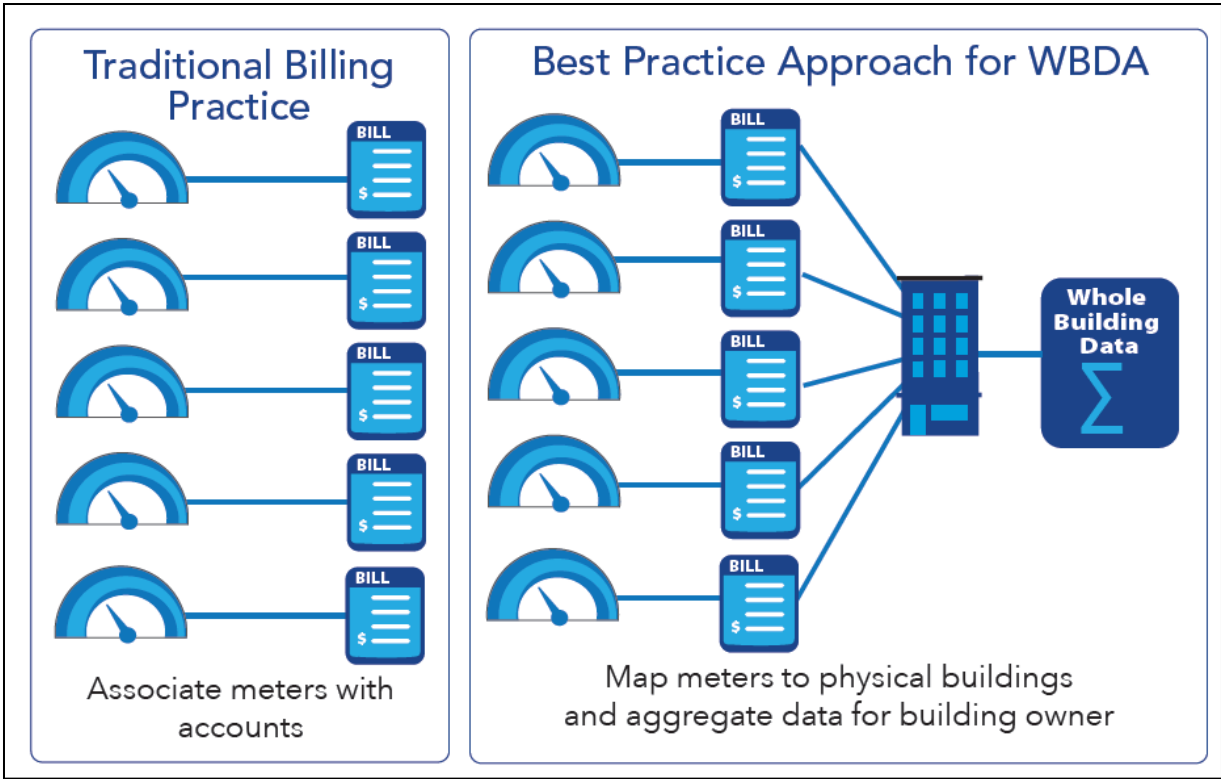 Traditional Billing
Practice
BILL
$
BILL
$
BILL
$
BILL
$
BILL
$
Associate meters with
accounts
Best Practice Approach for WBDA
BILL
$
BILL
$
BILL
$
BILL
$
BILL
$
Whole
Building
Data
Σ
Map meters to physical buildings
and aggregate data for building owner